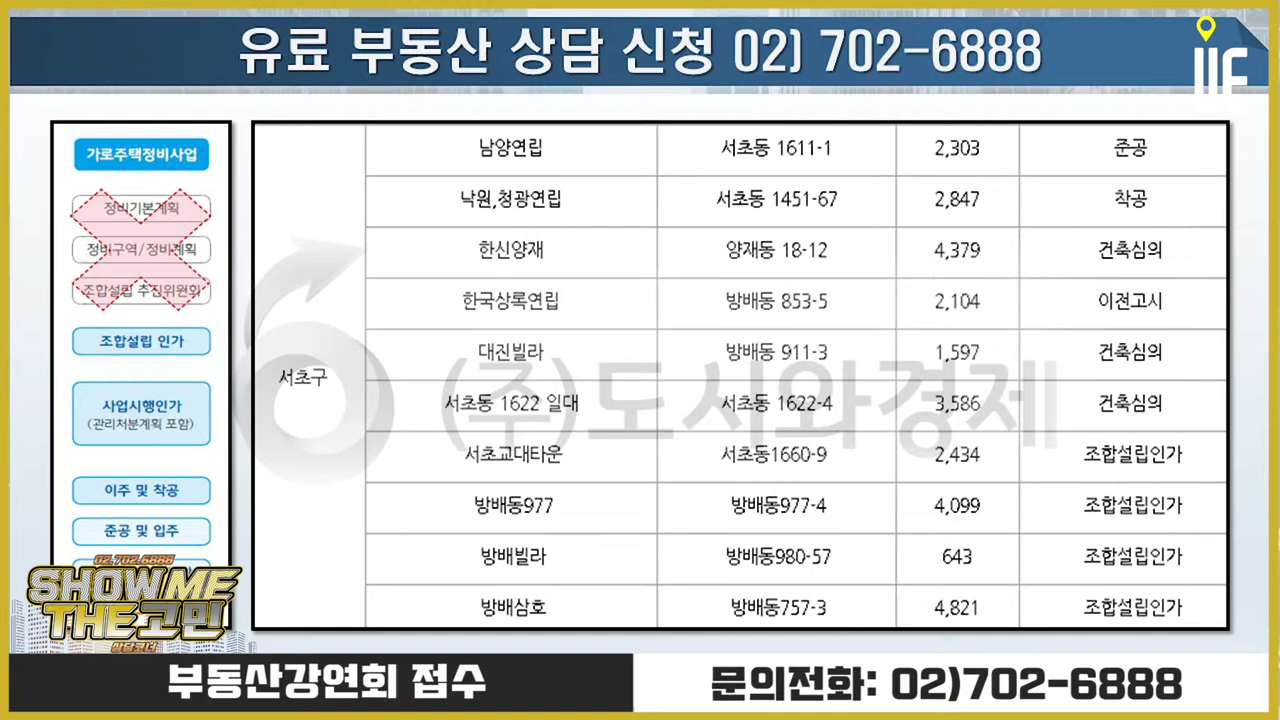 유료 부동산 상담 신청 02) 702-6888
IIF
가로주택정비사업
정비기본계획
정비구역/정비계획
조합설립 추진위원회
조합설립 인가
사업시행인가
(관리처분계획 포함)
이주 및 착공
준공 및 입주
02.702.6888
SHOW ME
THE고민
상담코너
서초구
남양연립 서초동 1611-1 2,303 준공
낙원,청광연립 서초동 1451-67 2,847 착공
한신양재 양재동 18-12 4,379 건축심의
한국상록연립 방배동 853-5 2,104 이전고시
대진빌라 방배동 911-3 1,597 건축심의
서초동 1622 일대 서초동 1622-4 3,586 건축심의
서초교대타운 서초동1660-9 2,434 조합설립인가
방배동977 방배동977-4 4,099 조합설립인가
방배빌라 방배동980-57 643 조합설립인가
방배삼호 방배동757-3 4,821 조합설립인가
(주)도시와경제
부동산강연회 접수
문의전화: 02)702-6888